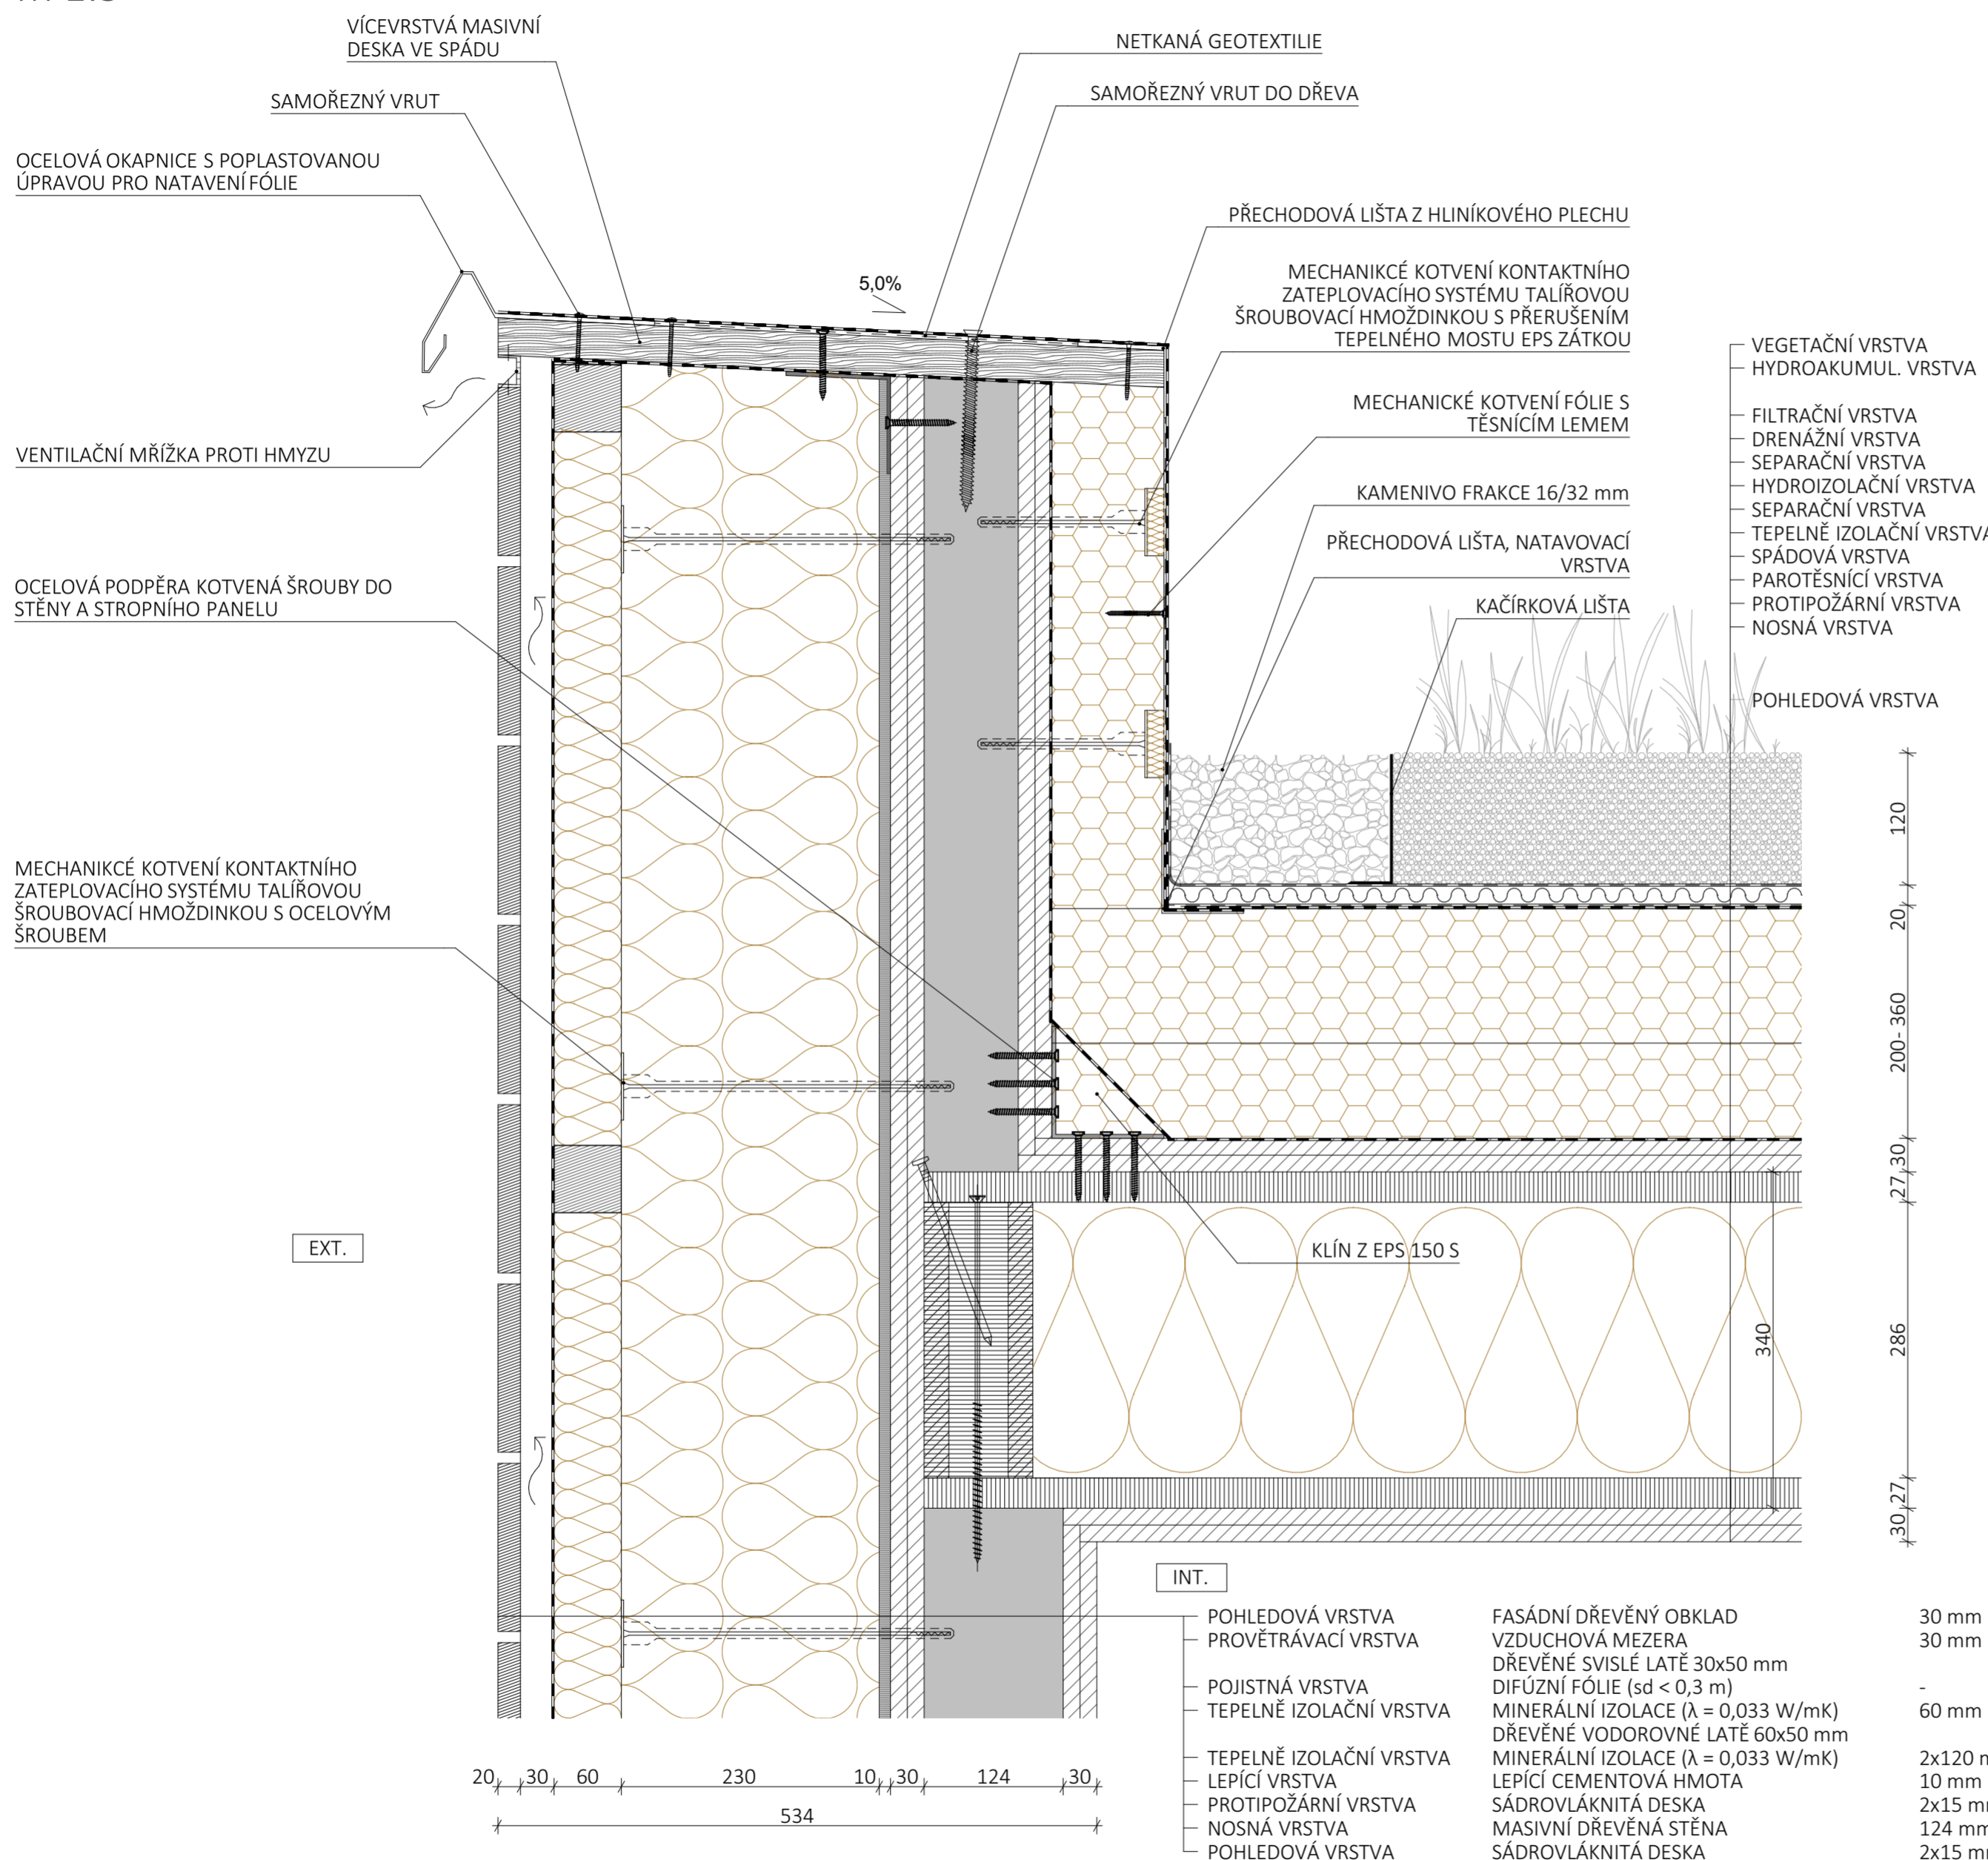 VÍCEVRSTVÁ MASIVNÍ
DESKA VE SPÁDU
SAMOŘEZNÝ VRUT
OCELOVÁ OKAPNICE S POPLASTOVANOU
ÚPRAVOU PRO NATAVENÍ FÓLIE
VENTILAČNÍ MŘÍŽKA PROTI HMYZU
OCELOVÁ PODPĚRA KOTVENÁ ŠROUBY DO
STĚNY A STROPNÍHO PANELU
MECHANIKCÉ KOTVENÍ KONTAKTNÍHO
ZATEPLOVACÍHO SYSTÉMU TALÍŘOVOU
ŠROUBOVACÍ HMOŽDINKOU S OCELOVÝM
ŠROUBEM
EXT.
5,0%
NETKANÁ GEOTEXTILIE
SAMOŘEZNÝ VRUT DO DŘEVA
PŘECHODOVÁ LIŠTA Z HLINÍKOVÉHO PLECHU
MECHANIKCÉ KOTVENÍ KONTAKTNÍHO
ZATEPLOVACÍHO SYSTÉMU TALÍŘOVOU
ŠROUBOVACÍ HMOŽDINKOU S PŘERUŠENÍM
TEPELNÉHO MOSTU EPS ZÁTKOU
MECHANICKÉ KOTVENÍ FÓLIE S
TĚSNÍCÍM LEMEM
KAMENIVO FRAKCE 16/32 mm
PŘECHODOVÁ LIŠTA, NATAVOVACÍ
VRSTVA
KAČÍRKOVÁ LIŠTA
KLÍN Z EPS 150 S
VEGETAČNÍ VRSTVA
HYDROAKUMUL. VRSTVA
FILTRAČNÍ VRSTVA
DRENÁŽNÍ VRSTVA
SEPARAČNÍ VRSTVA
HYDROIZOLAČNÍ VRSTVA
SEPARAČNÍ VRSTVA
TEPELNĚ IZOLAČNÍ VRSTVA
SPÁDOVÁ VRSTVA
PAROTĚSNÍCÍ VRSTVA
PROTIPOŽÁRNÍ VRSTVA
NOSNÁ VRSTVA
POHLEDOVÁ VRSTVA
120
20
200 - 360
30
27
286
340
27
30
INT.
POHLEDOVÁ VRSTVA FASÁDNÍ DŘEVĚNÝ OBKLAD 30 mm
PROVĚTRÁVACÍ VRSTVA VZDUCHOVÁ MEZERA 30 mm
DŘEVĚNÉ SVISLÉ LATĚ 30x50 mm
POJISTNÁ VRSTVA DIFÚZNÍ FÓLIE (sd < 0,3 m) -
TEPELNĚ IZOLAČNÍ VRSTVA MINERÁLNÍ IZOLACE (λ = 0,033 W/mK) 60 mm
DŘEVĚNÉ VODOROVNÉ LATĚ 60x50 mm
TEPELNĚ IZOLAČNÍ VRSTVA MINERÁLNÍ IZOLACE (λ = 0,033 W/mK) 2x120 m
LEPÍCÍ VRSTVA LEPÍCÍ CEMENTOVÁ HMOTA 10 mm
PROTIPOŽÁRNÍ VRSTVA SÁDROVLÁKNITÁ DESKA 2x15 m
NOSNÁ VRSTVA MASIVNÍ DŘEVĚNÁ STĚNA 124 mm
POHLEDOVÁ VRSTVA SÁDROVLÁKNITÁ DESKA 2x15 m
20 30 60 230 10 30 124 30
534